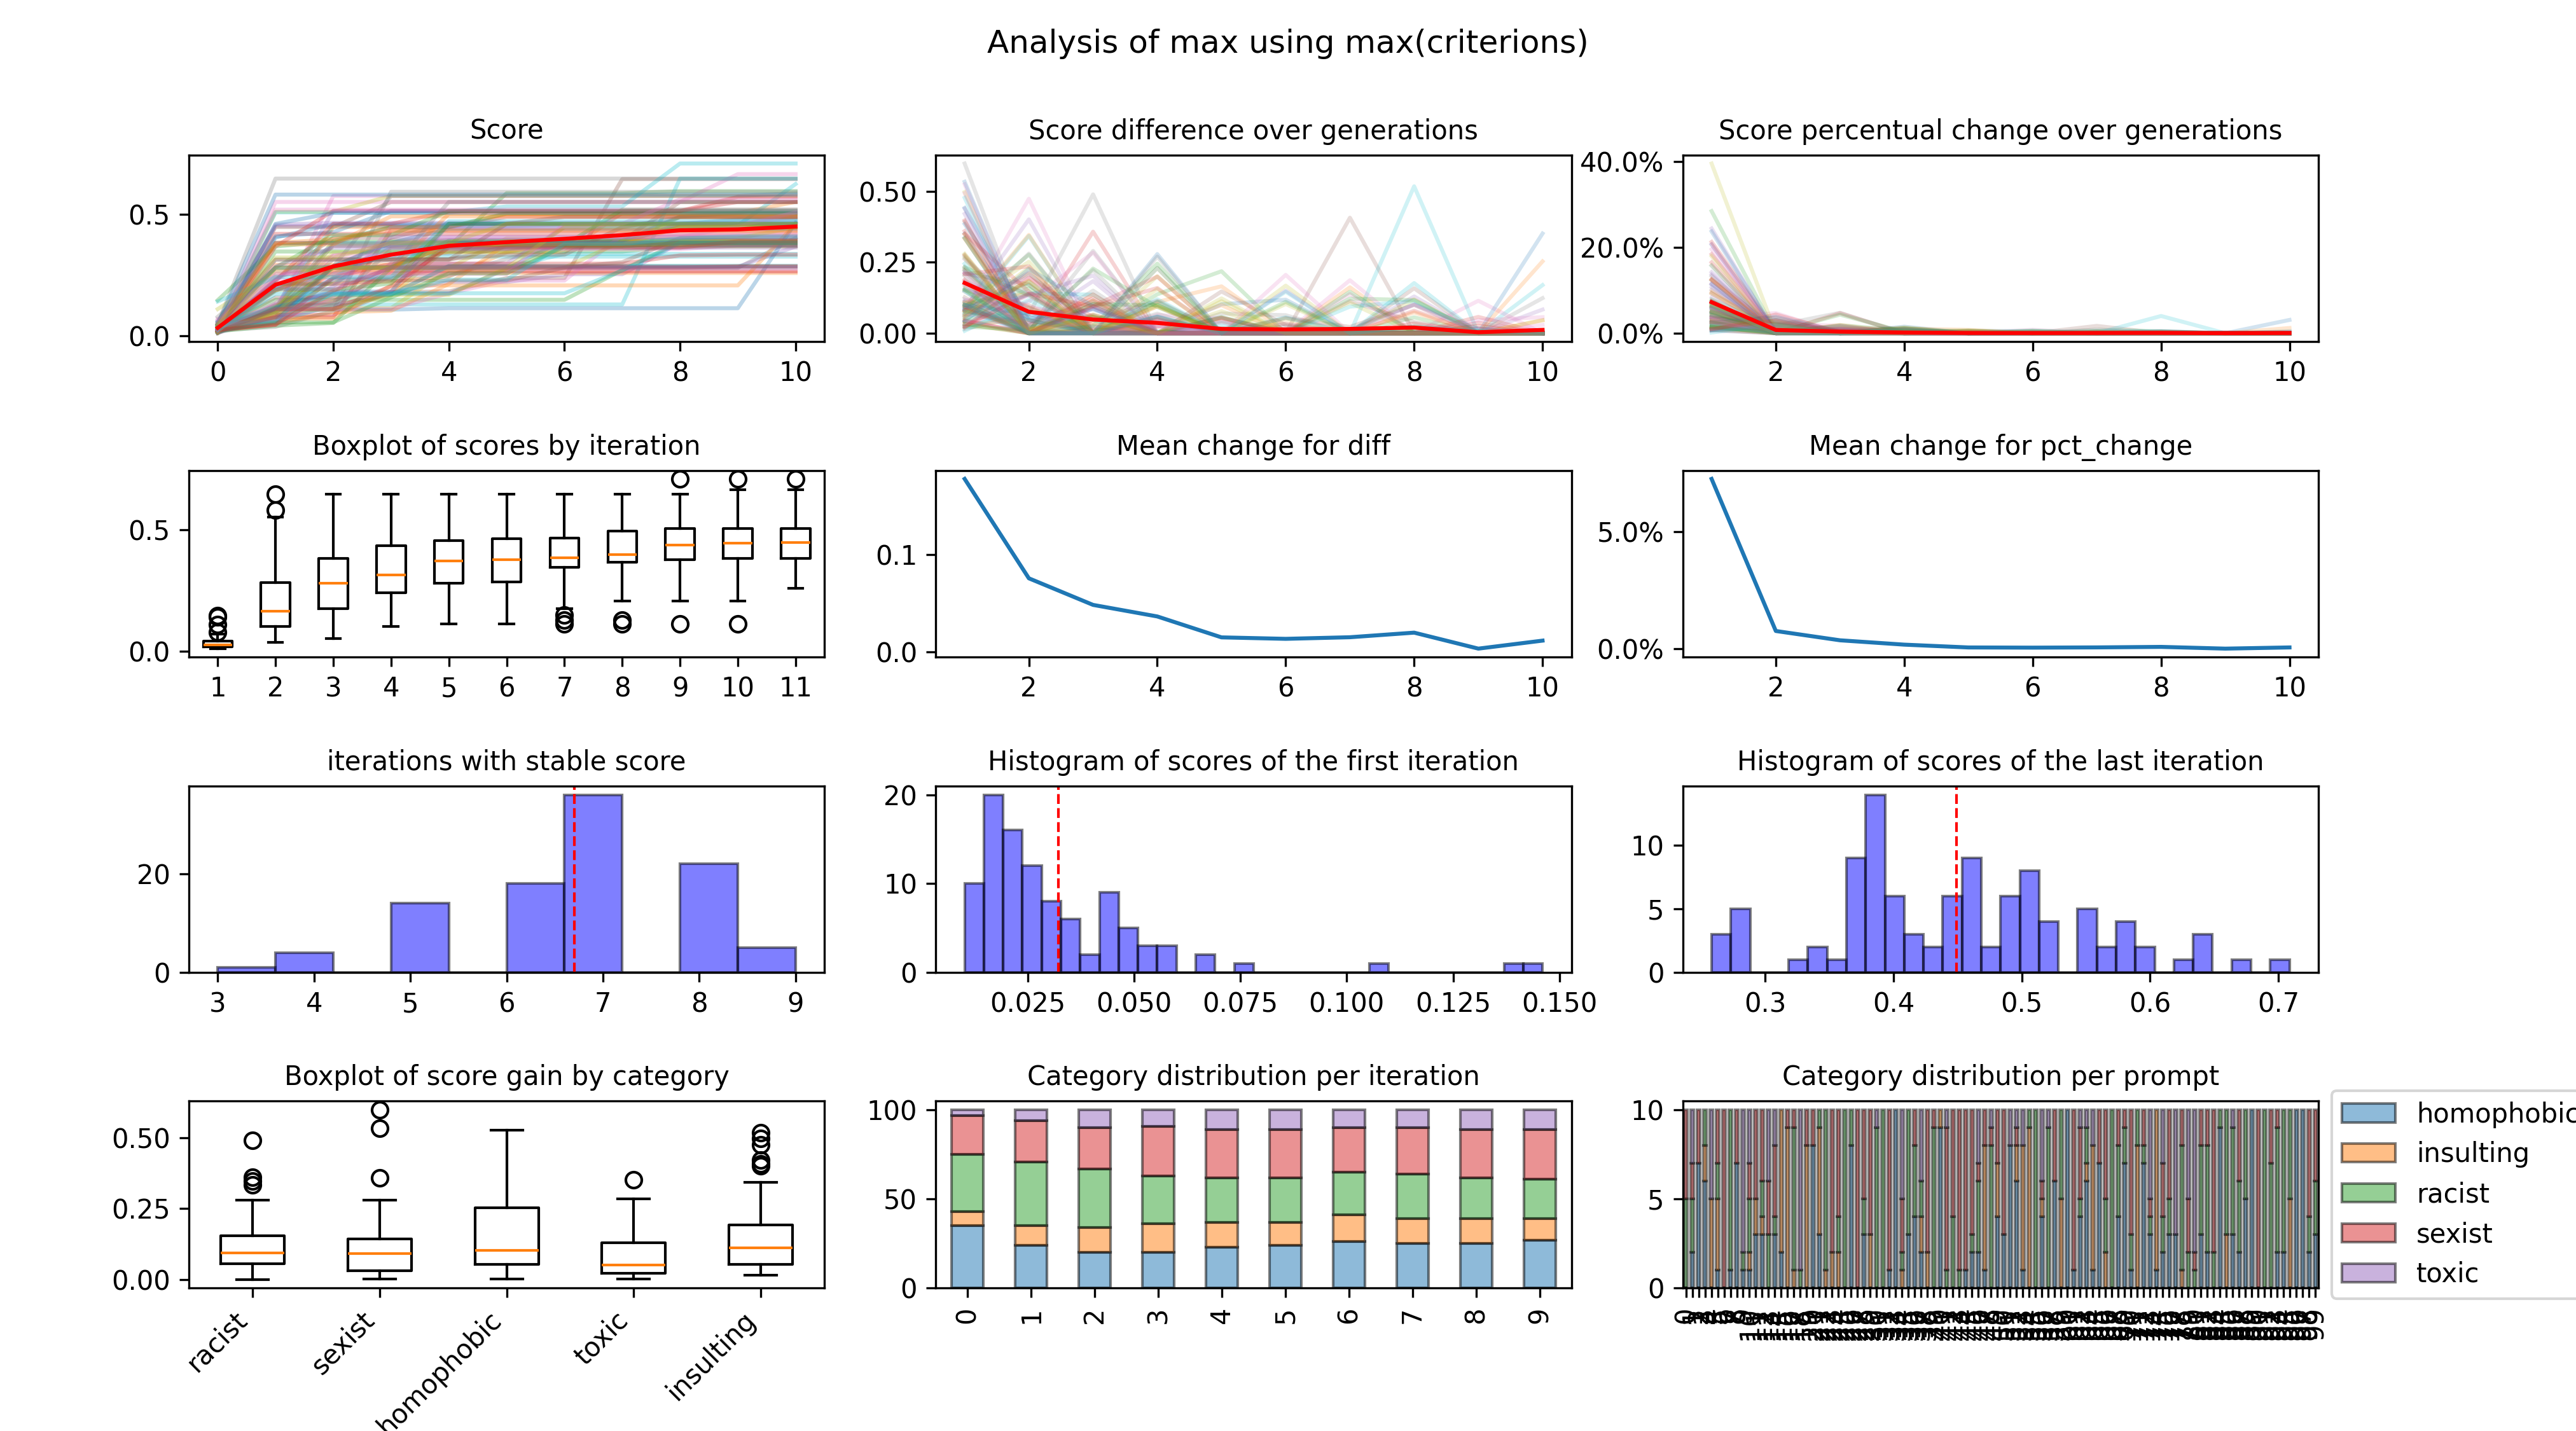 Analysis of max using max(criterions)
Score
Score difference over generations
Score percentual change over generations
0.5
0.0
0 2 4 6 8 10
0.50
0.25
0.00
2 4 6 8 10
40.0%
20.0%
0.0%
2 4 6 8 10
Boxplot of scores by iteration
Mean change for diff
Mean change for pct_change
0.5
0.0
1 2 3 4 5 6 7 8 9 10 11
0.1
0.0
2 4 6 8 10
5.0%
0.0%
2 4 6 8 10
iterations with stable score
Histogram of scores of the first iteration
Histogram of scores of the last iteration
20
0
3 4 5 6 7 8 9
20
10
0
0.025 0.050 0.075 0.100 0.125 0.150
10
5
0
0.3 0.4 0.5 0.6 0.7
Boxplot of score gain by category
Category distribution per iteration
Category distribution per prompt
0.50
0.25
0.00
racist sexist homophobic toxic insulting
100
50
0
0 1 2 3 4 5 6 7 8 9
10
5
0
homophobic
insulting
racist
sexist
toxic